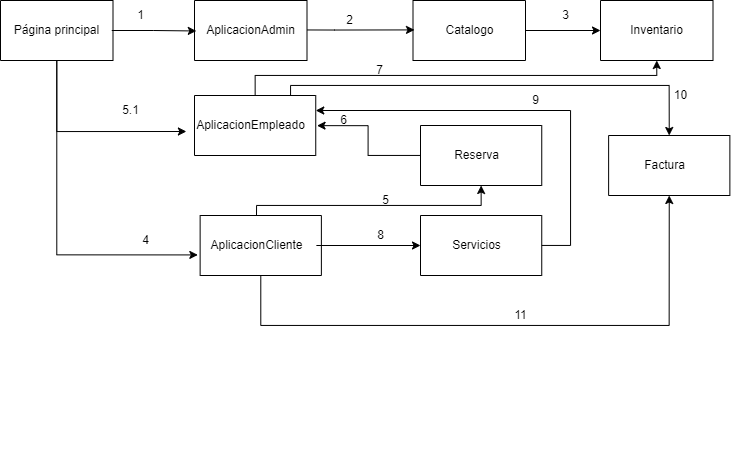 1
2
3
Página principal
AplicacionAdmin
Catalogo
Inventario
7
5.1
9
10
AplicacionEmpleado
6
Reserva
Factura
5
4
AplicacionCliente
8
Servicios
11